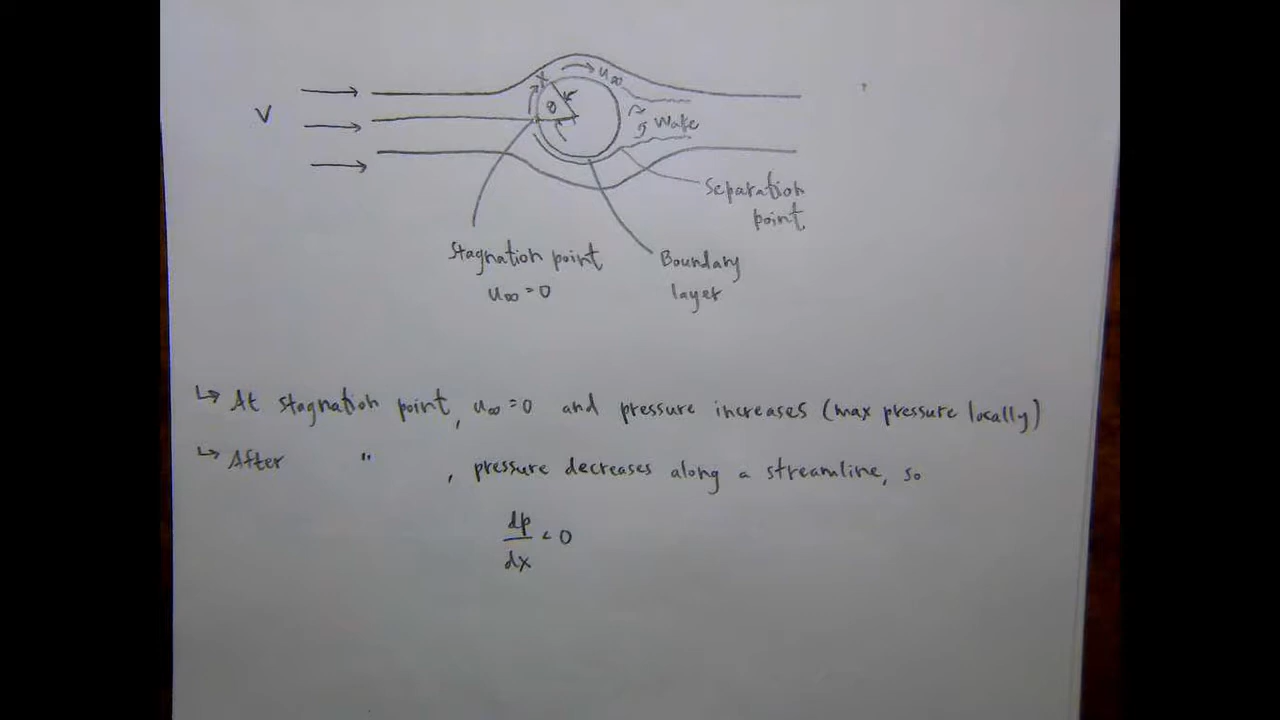 V
x
θ
u∞
Wake
Separation
point.
Stagnation point
u∞ = 0
Boundary
layer
↳ At stagnation point, u∞ = 0 and pressure increases (max pressure locally)
↳ After " , pressure decreases along a streamline, so
dp/dx < 0